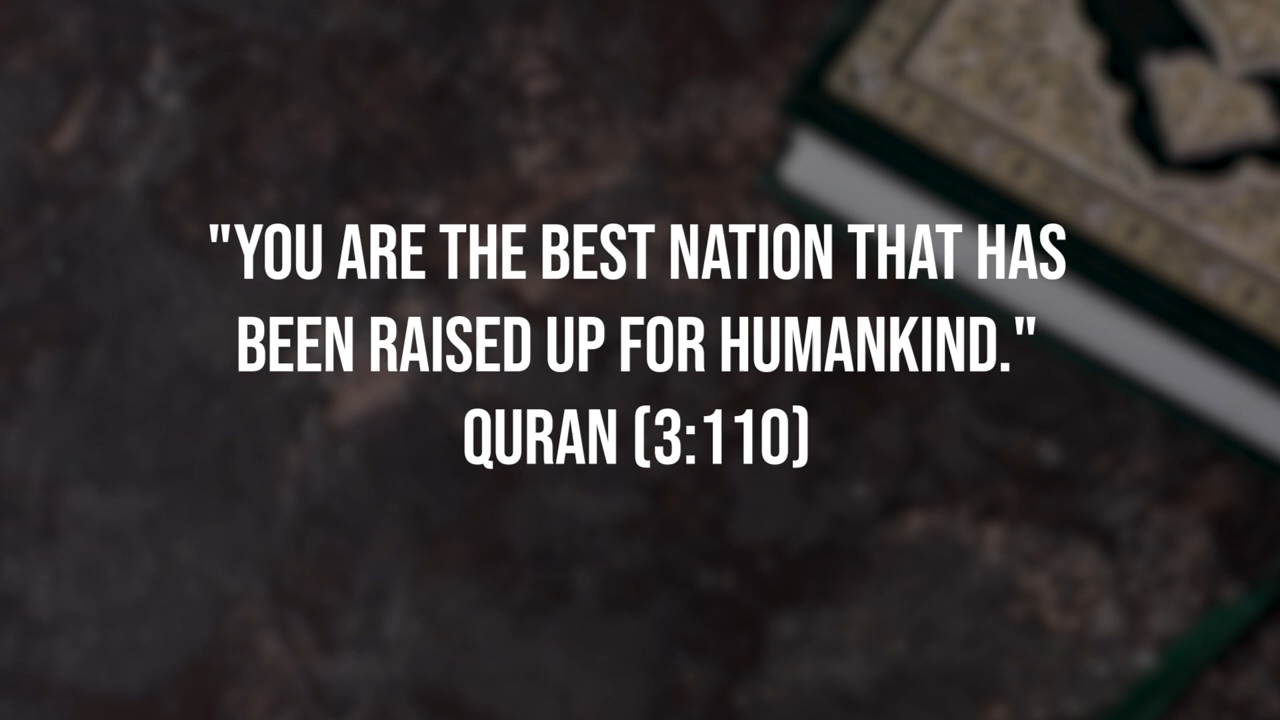 "YOU ARE THE BEST NATION THAT HAS
BEEN RAISED UP FOR HUMANKIND."
QURAN (3:110)